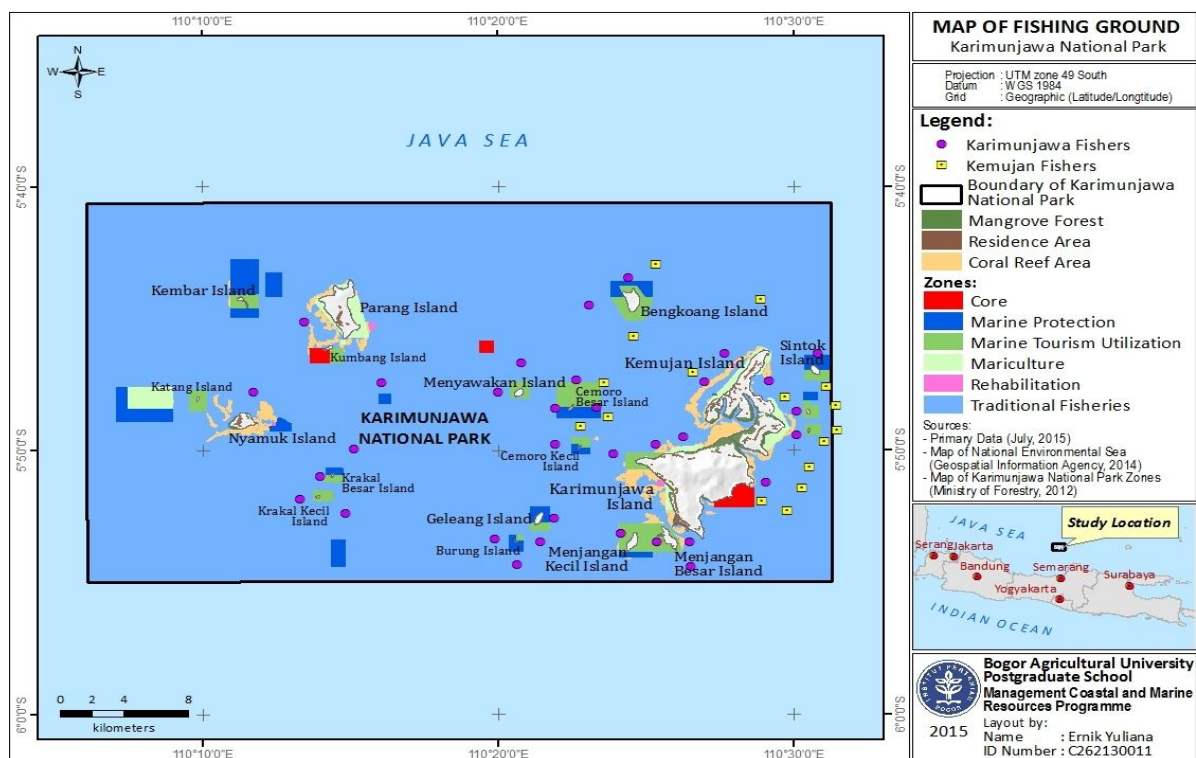 110°10'0"E
110°20'0"E
110°30'0"E
N
W
E
S
JAVA SEA
5°40'0"S
5°40'0"S
Kembar Island
Parang Island
Bengkoang Island
Kumbang Island
Sintok
Island
Kemujan Island
Katang Island
Menyawakan Island
Cemoro
Besar Island
KARIMUNJAWA
NATIONAL PARK
Nyamuk Island
5°50'0"S
5°50'0"S
Cemoro Kecil
Island
Krakal
Besar Island
Karimunjawa
Island
Krakal Kecil
Island
Geleang Island
Burung Island
Menjangan
Kecil Island
Menjangan
Besar Island
0 2 4 8
kilometers
6°0'0"S
6°0'0"S
110°10'0"E
110°20'0"E
110°30'0"E
MAP OF FISHING GROUND
Karimunjawa National Park
Projection : UTM zone 49 South
Datum : WGS 1984
Grid : Geographic (Latitude/Longtitude)
Legend:
Karimunjawa Fishers
Kemujan Fishers
Boundary of Karimunjawa
National Park
Mangrove Forest
Residence Area
Coral Reef Area
Zones:
Core
Marine Protection
Marine Tourism Utilization
Mariculture
Rehabilitation
Traditional Fisheries
Sources:
- Primary Data (July, 2015)
- Map of National Environmental Sea
(Geospatial Information Agency, 2014)
- Map of Karimunjawa National Park Zones
(Ministry of Forestry, 2012)
JAVA SEA
Study Location
Serang
Jakarta
Bandung
Semarang
Surabaya
Yogyakarta
INDIAN OCEAN
Bogor Agricultural University
Postgraduate School
Management Coastal and Marine
Resources Programme
Layout by:
2015
Name : Ernik Yuliana
ID Number : C262130011